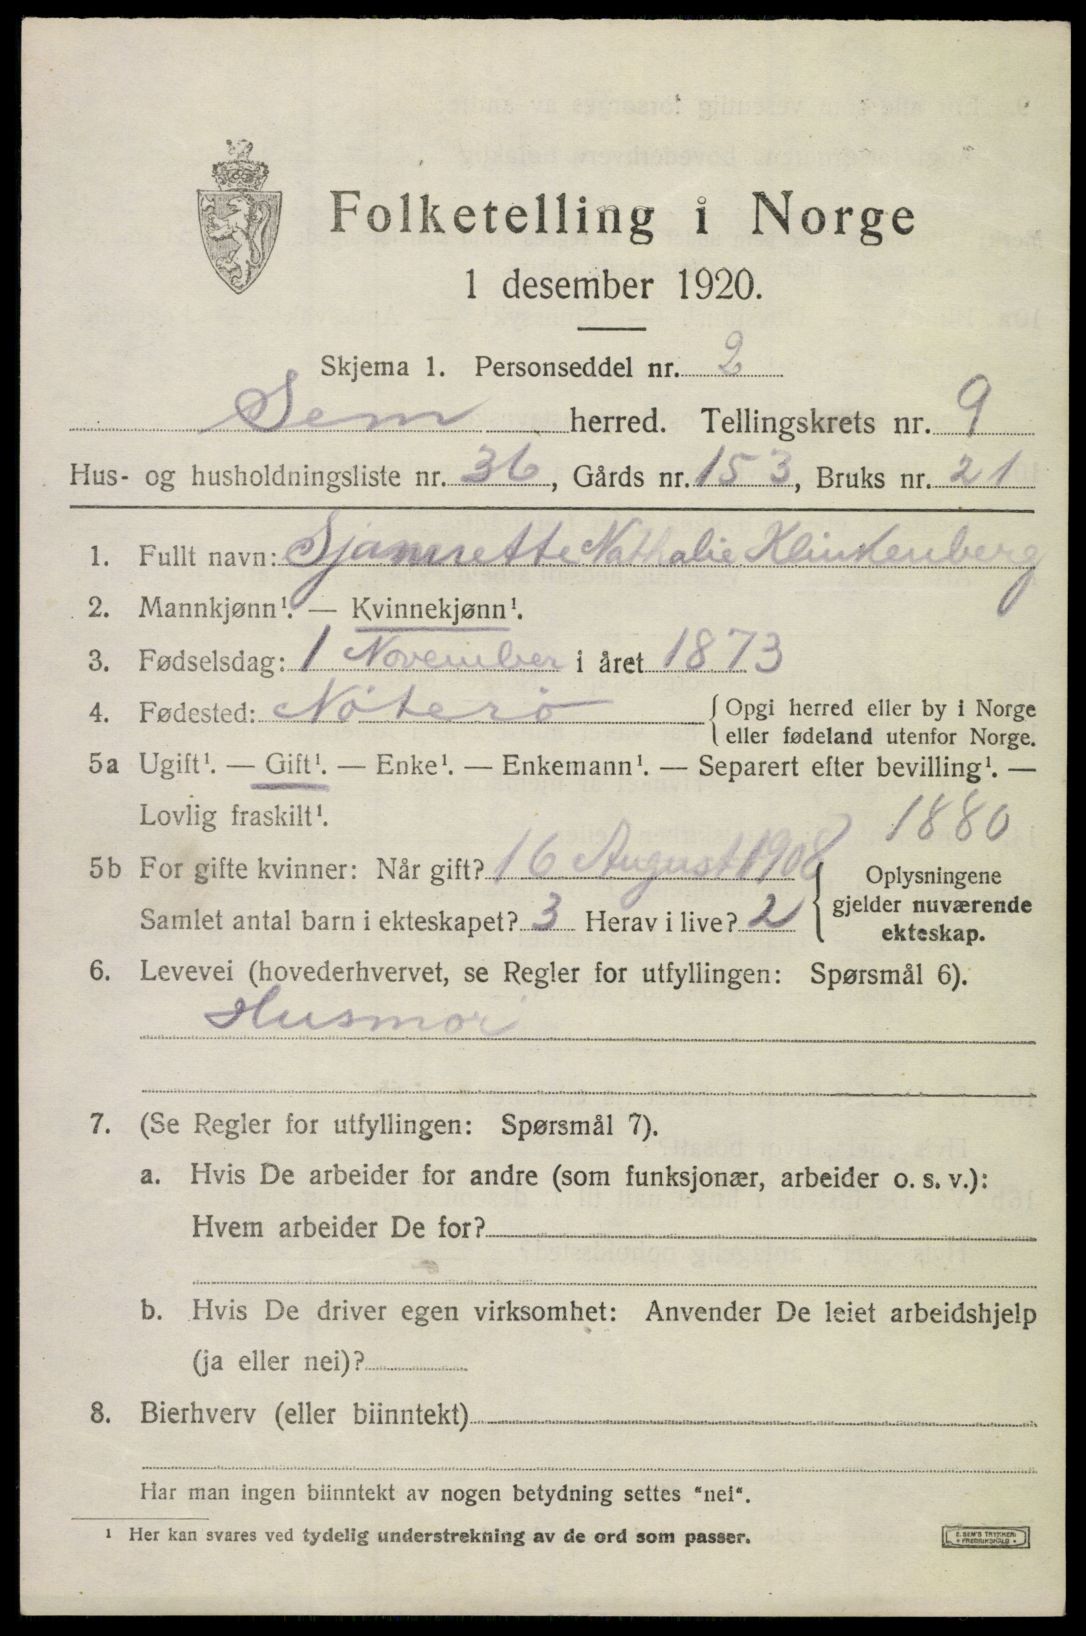 Folketelling i Norge
1 desember 1920.
Skjema 1. Personseddel nr. 2
Sem herred. Tellingskrets nr. 9
Hus- og husholdningsliste nr. 36, Gårds nr. 153, Bruks nr. 21
1. Fullt navn: Nathalie Klinkenberg
2. Mannkjønn¹. — Kvinnekjønn¹.
3. Fødselsdag: 1 November i året 1873
4. Fødested: Nöterö { Opgi herred eller by i Norge
eller fødeland utenfor Norge.
5a Ugift¹. — Gift¹. — Enke¹. — Enkemann¹. — Separert efter bevilling¹. —
Lovlig fraskilt¹. 1880
5b For gifte kvinner: Når gift? 16 August 1908 { Oplysningene
Samlet antal barn i ekteskapet? 3 Herav i live? 2 gjelder nuværende
ekteskap.
6. Levevei (hovederhvervet, se Regler for utfyllingen: Spørsmål 6).
Husmor
7. (Se Regler for utfyllingen: Spørsmål 7).
a. Hvis De arbeider for andre (som funksjonær, arbeider o. s. v.):
Hvem arbeider De for?
b. Hvis De driver egen virksomhet: Anvender De leiet arbeidshjelp
(ja eller nei)?
8. Bierhverv (eller biinntekt)
Har man ingen biinntekt av nogen betydning settes "nei".
¹ Her kan svares ved tydelig understrekning av de ord som passer.
E. SEM'S TRYKKERI
FREDRIKSHALD